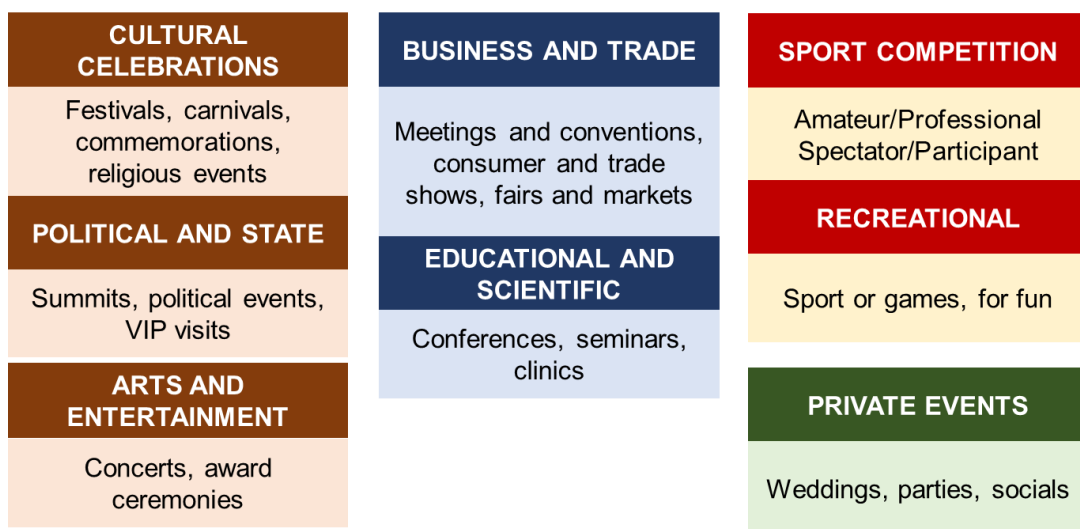 CULTURAL
CELEBRATIONS
Festivals, carnivals,
commemorations,
religious events
POLITICAL AND STATE
Summits, political events,
VIP visits
ARTS AND
ENTERTAINMENT
Concerts, award
ceremonies
BUSINESS AND TRADE
Meetings and conventions,
consumer and trade
shows, fairs and markets
EDUCATIONAL AND
SCIENTIFIC
Conferences, seminars,
clinics
SPORT COMPETITION
Amateur/Professional
Spectator/Participant
RECREATIONAL
Sport or games, for fun
PRIVATE EVENTS
Weddings, parties, socials